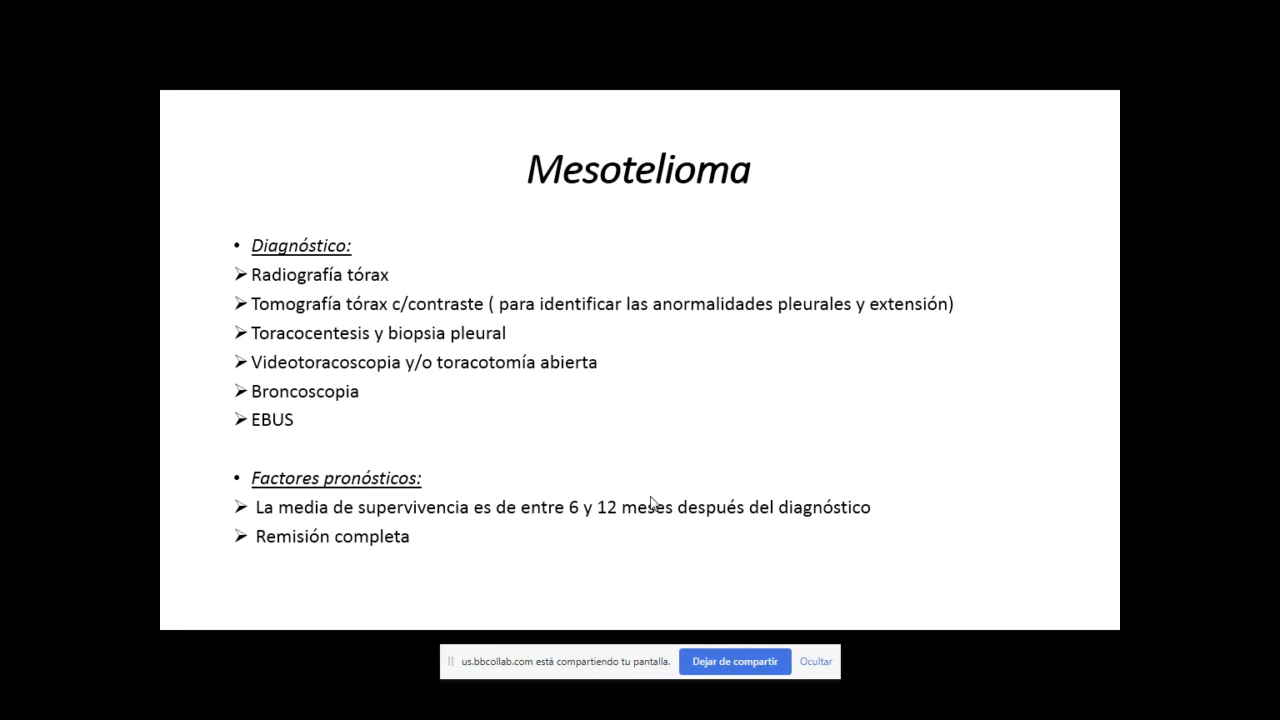 Mesotelioma
• Diagnóstico:
➢ Radiografía tórax
➢ Tomografía tórax c/contraste ( para identificar las anormalidades pleurales y extensión)
➢ Toracocentesis y biopsia pleural
➢ Videotoracoscopia y/o toracotomía abierta
➢ Broncoscopia
➢ EBUS
• Factores pronósticos:
➢ La media de supervivencia es de entre 6 y 12 meses después del diagnóstico
➢ Remisión completa
us.bbcollab.com está compartiendo tu pantalla. Dejar de compartir Ocultar